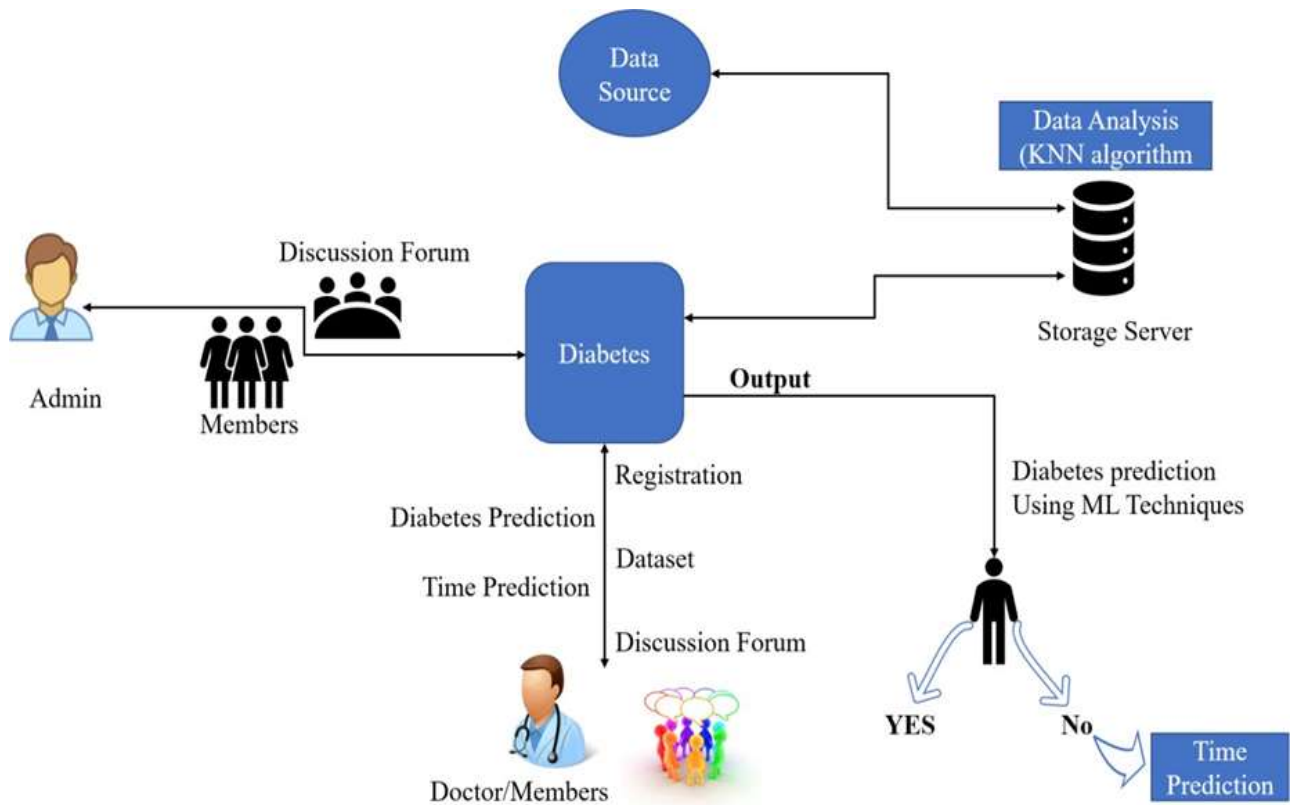 Data
Source
Data Analysis
(KNN algorithm
Storage Server
Discussion Forum
Admin
Members
Diabetes
Output
Registration
Diabetes Prediction
Dataset
Time Prediction
Discussion Forum
Doctor/Members
Diabetes prediction
Using ML Techniques
YES
No
Time
Prediction